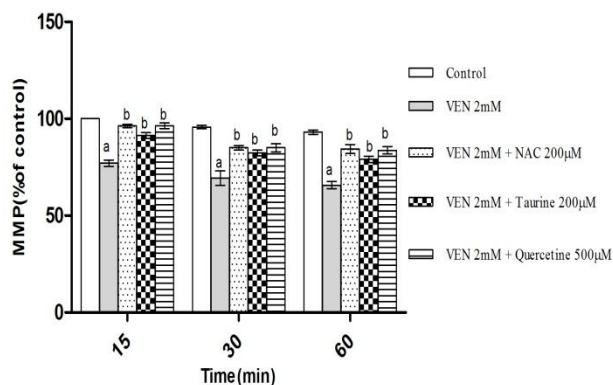 MMP(%of control)
150
100
50
0
a
b
b
b
a
b
b
b
a
b
b
b
15
30
60
Time(min)
Control
VEN 2mM
VEN 2mM + NAC 200µM
VEN 2mM + Taurine 200µM
VEN 2mM + Quercetine 500µM